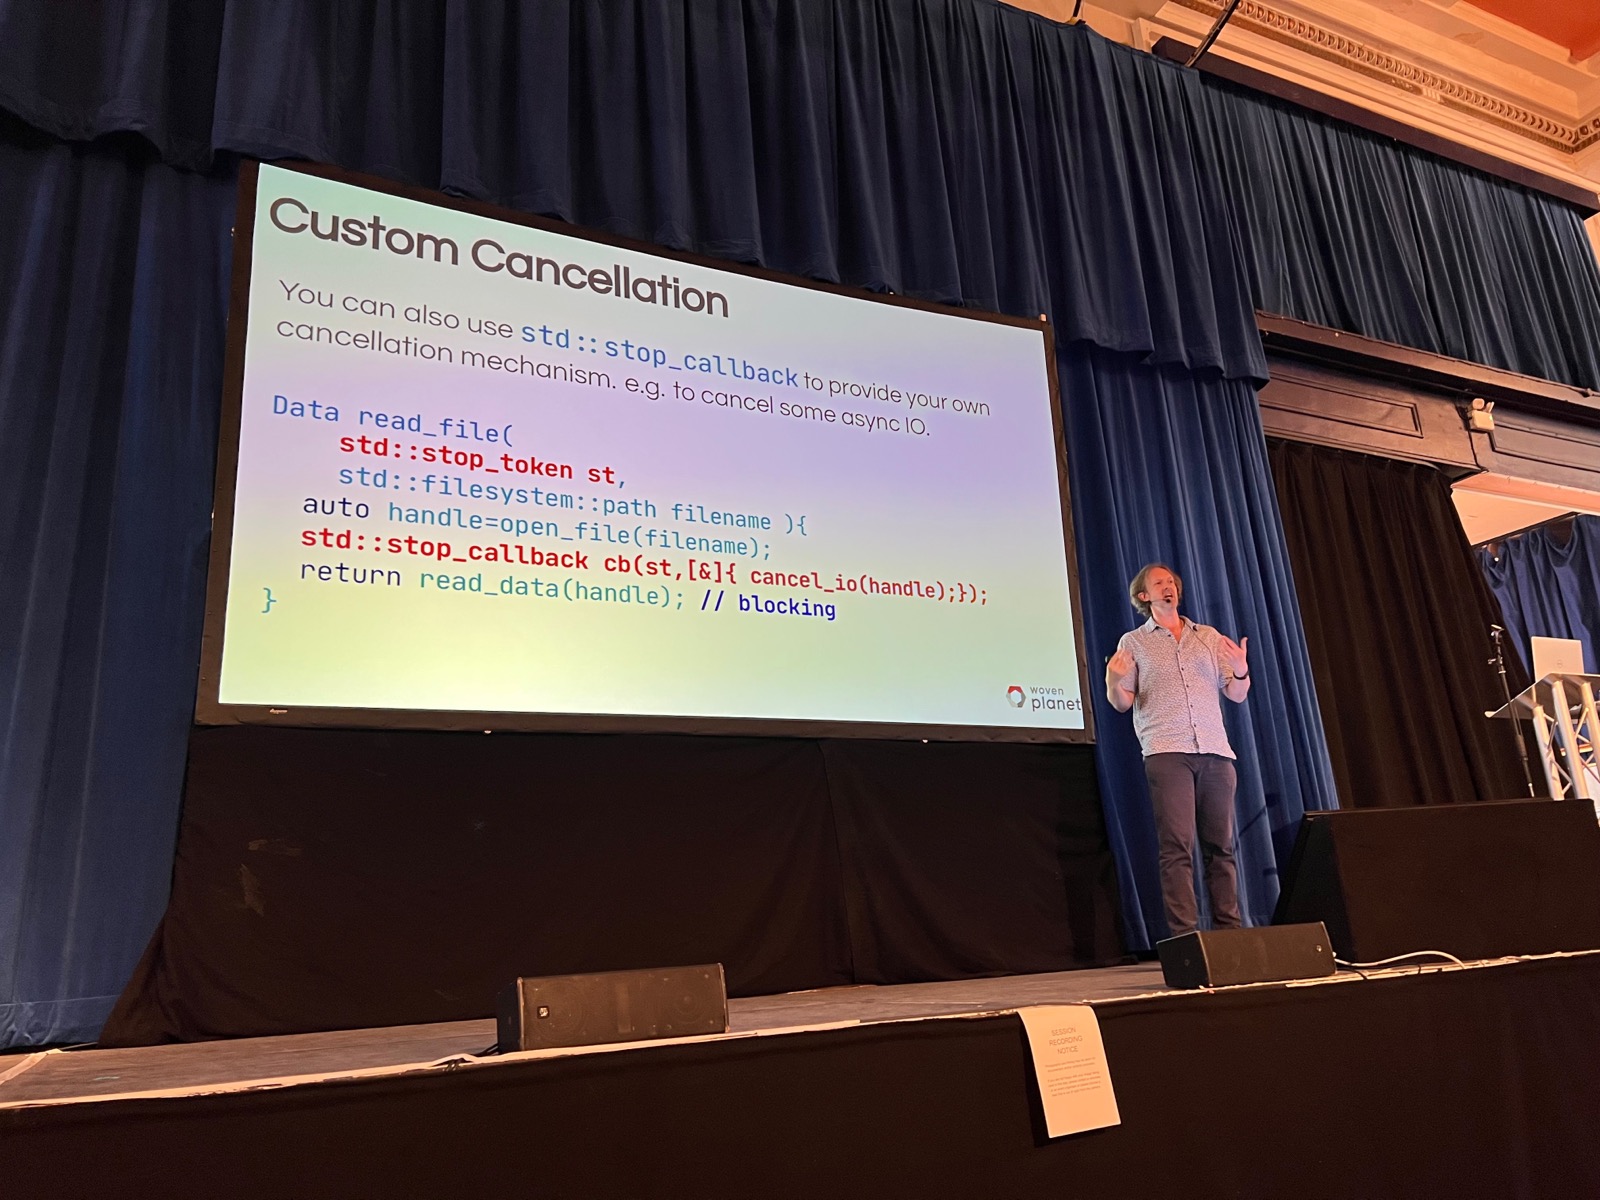 Custom Cancellation
You can also use std::stop_callback to provide your own
cancellation mechanism. e.g. to cancel some async IO.
Data read_file(
std::stop_token st,
std::filesystem::path filename ){
auto handle=open_file(filename);
std::stop_callback cb(st,[&]{ cancel_io(handle);});
return read_data(handle); // blocking
}
woven
planet
SESSION
RECORDING
NOTICE